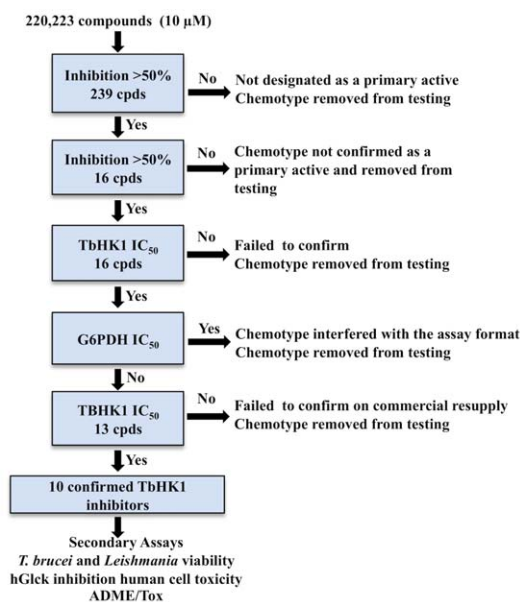 220,223 compounds (10 µM)
Inhibition >50%
239 cpds
No
Not designated as a primary active
Chemotype removed from testing
Yes
Inhibition >50%
16 cpds
No
Chemotype not confirmed as a
primary active and removed from
testing
Yes
TbHK1 IC50
16 cpds
No
Failed to confirm
Chemotype removed from testing
Yes
G6PDH IC50
Yes
Chemotype interfered with the assay format
Chemotype removed from testing
No
TBHK1 IC50
13 cpds
No
Failed to confirm on commercial resupply
Chemotype removed from testing
Yes
10 confirmed TbHK1
inhibitors
Secondary Assays
T. brucei and Leishmania viability
hGlck inhibition human cell toxicity
ADME/Tox